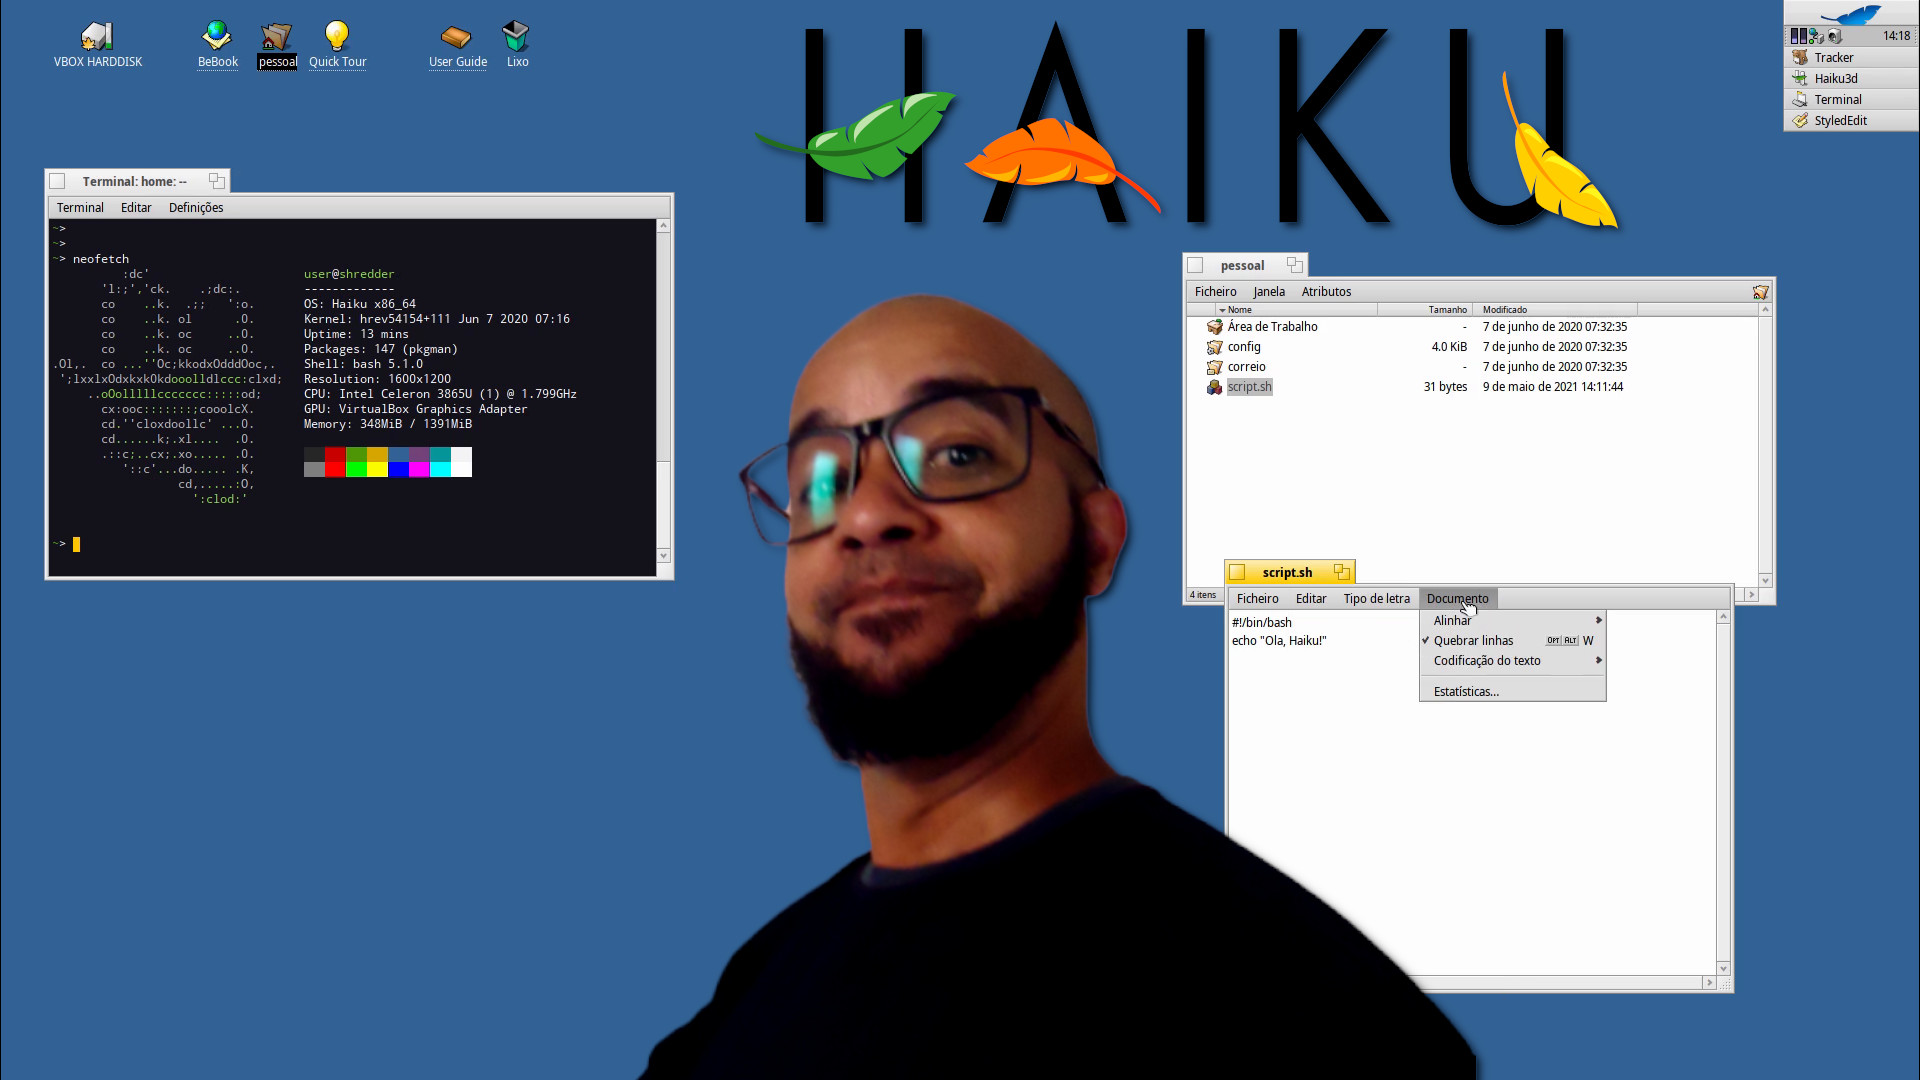 VBOX HARDDISK
BeBook
pessoal
Quick Tour
User Guide
Lixo
HAIKU
14:18
Tracker
Haiku3d
Terminal
StyledEdit
Terminal: home: --
Terminal Editar Definições
~>
~>
~> neofetch
user@shredder
-------------
OS: Haiku x86_64
Kernel: hrev54154+111 Jun 7 2020 07:16
Uptime: 13 mins
Packages: 147 (pkgman)
Shell: bash 5.1.0
Resolution: 1600x1200
CPU: Intel Celeron 3865U (1) @ 1.799GHz
GPU: VirtualBox Graphics Adapter
Memory: 348MiB / 1391MiB
~>
pessoal
Ficheiro Janela Atributos
Nome Tamanho Modificado
Área de Trabalho - 7 de junho de 2020 07:32:35
config 4.0 KiB 7 de junho de 2020 07:32:35
correio - 7 de junho de 2020 07:32:35
script.sh 31 bytes 9 de maio de 2021 14:11:44
4 itens
script.sh
Ficheiro Editar Tipo de letra Documento
#!/bin/bash
echo "Ola, Haiku!"
Alinhar
Quebrar linhas OPT ALT W
Codificação do texto
Estatísticas...